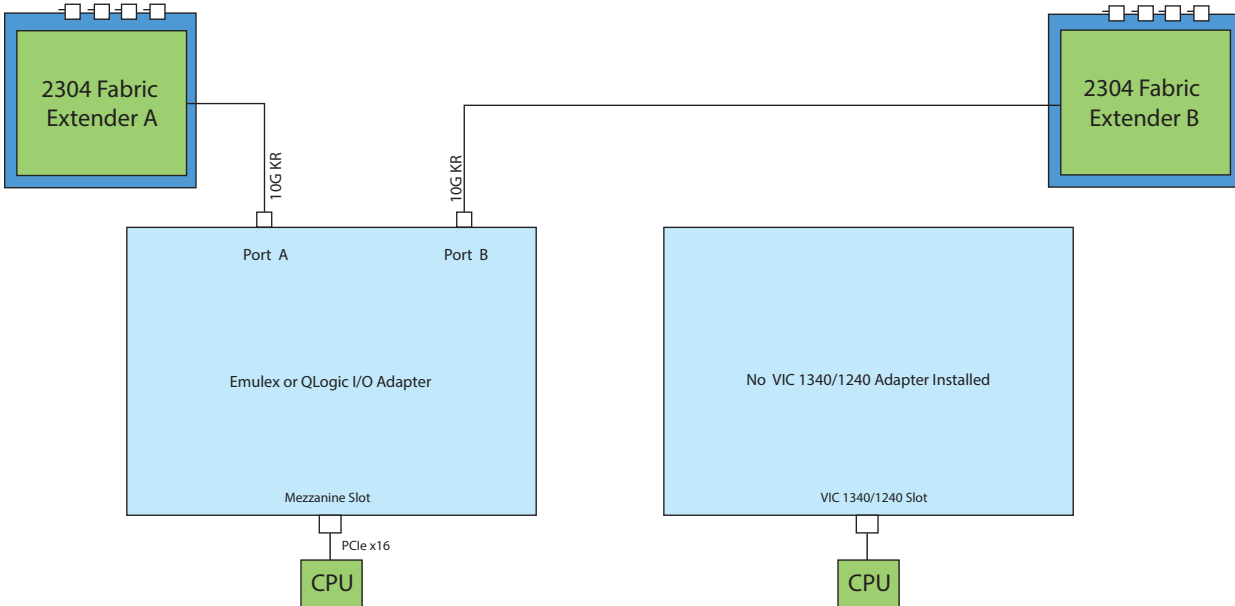 2304 Fabric
Extender A
2304 Fabric
Extender B
10G KR
10G KR
Port A
Port B
Emulex or QLogic I/O Adapter
No VIC 1340/1240 Adapter Installed
Mezzanine Slot
VIC 1340/1240 Slot
PCIe x16
CPU
CPU